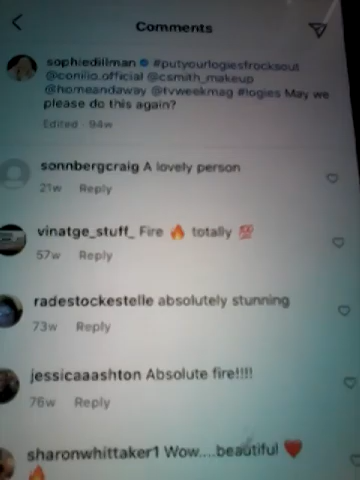 Comments
sophiedillman #putyourlogiesfrocksout
@conilio.official @csmith_makeup
@homeandaway @tvweekmag #logies May we
please do this again?
Edited · 94w
sonnbergcraig A lovely person
21w Reply
vinatge_stuff_ Fire 🔥 totally 💯
57w Reply
radestockestelle absolutely stunning
73w Reply
jessicaaashton Absolute fire!!!!
76w Reply
sharonwhittaker1 Wow....beautiful ❤️
🔥